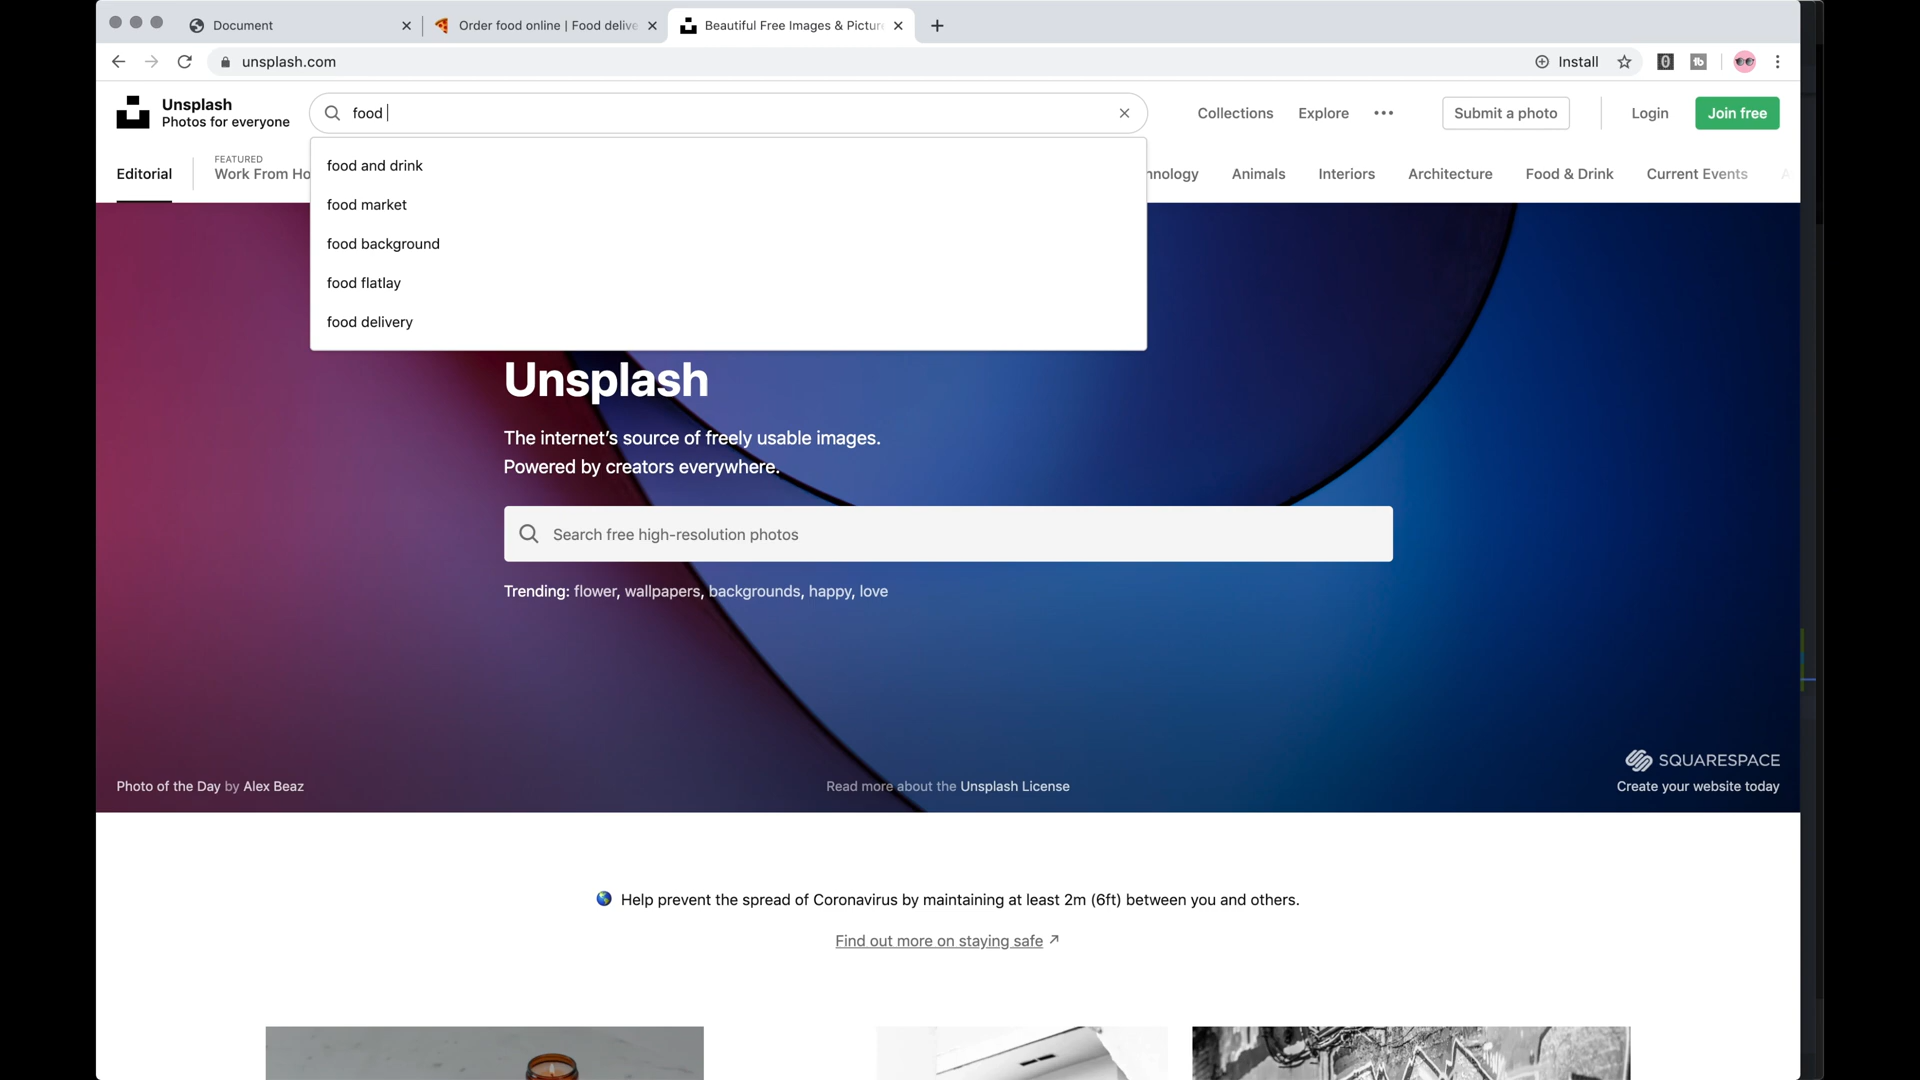 Document
Order food online | Food delive
Beautiful Free Images & Pictur
unsplash.com
Install
Unsplash
Photos for everyone
food
Collections
Explore
Submit a photo
Login
Join free
Editorial
FEATURED
Work From Ho
hnology
Animals
Interiors
Architecture
Food & Drink
Current Events
food and drink
food market
food background
food flatlay
food delivery
Unsplash
The internet's source of freely usable images.
Powered by creators everywhere.
Search free high-resolution photos
Trending: flower, wallpapers, backgrounds, happy, love
SQUARESPACE
Photo of the Day by Alex Beaz
Read more about the Unsplash License
Create your website today
Help prevent the spread of Coronavirus by maintaining at least 2m (6ft) between you and others.
Find out more on staying safe